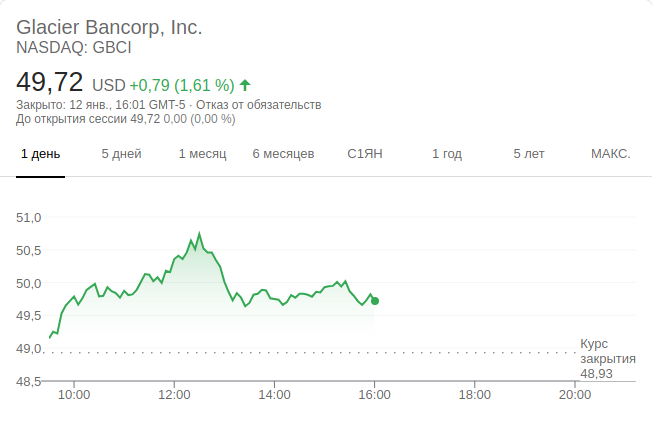 Glacier Bancorp, Inc.
NASDAQ: GBCI
49,72 USD +0,79 (1,61 %)
Закрыто: 12 янв., 16:01 GMT-5 · Отказ от обязательств
До открытия сессии 49,72 0,00 (0,00 %)
1 день 5 дней 1 месяц 6 месяцев С1ЯН 1 год 5 лет МАКС.
51,0
50,5
50,0
49,5
49,0
Курс
закрытия
48,93
48,5
10:00 12:00 14:00 16:00 18:00 20:00